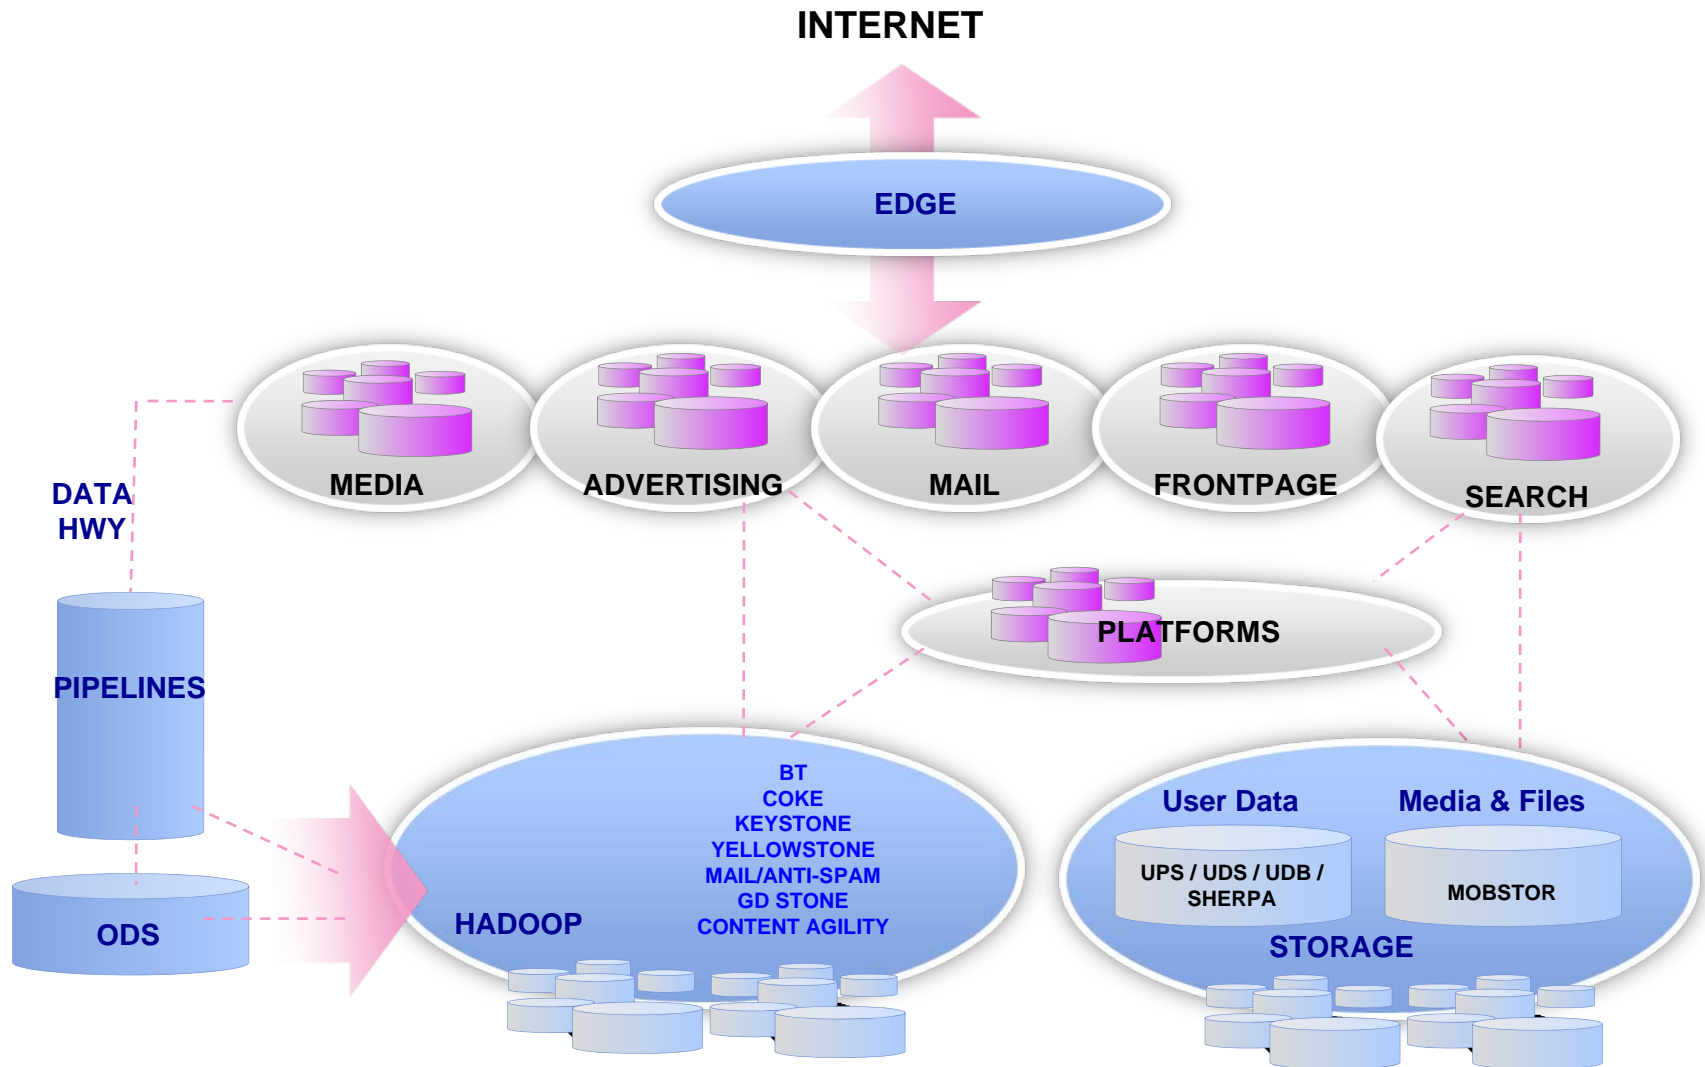 INTERNET
EDGE
MEDIA
ADVERTISING
MAIL
FRONTPAGE
SEARCH
DATA
HWY
PLATFORMS
PIPELINES
BT
COKE
KEYSTONE
YELLOWSTONE
MAIL/ANTI-SPAM
GD STONE
CONTENT AGILITY
HADOOP
User Data
Media & Files
UPS / UDS / UDB /
SHERPA
MOBSTOR
STORAGE
ODS